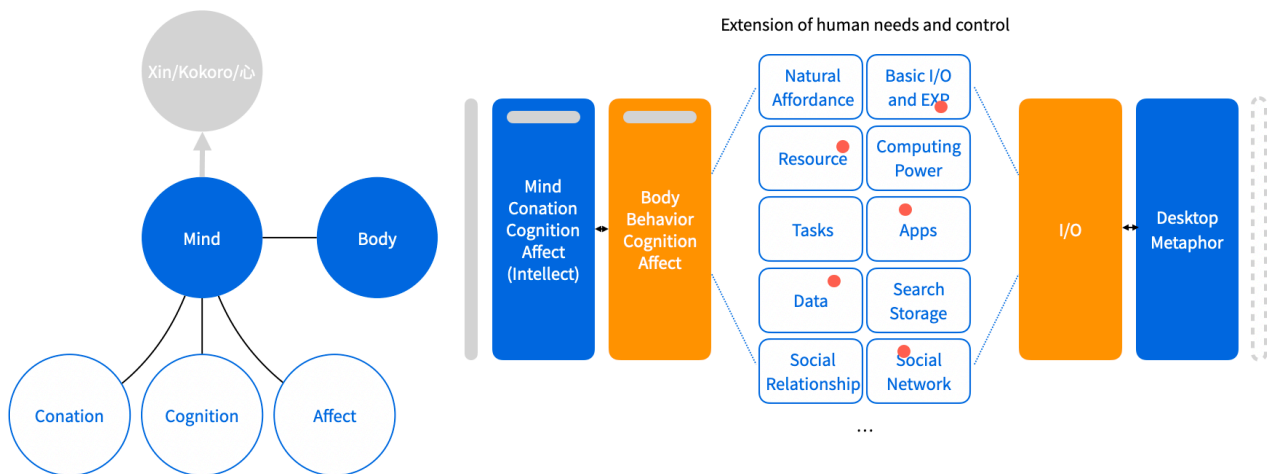 Xin/Kokoro/心
Mind
Body
Conation
Cognition
Affect
Extension of human needs and control
Mind
Conation
Cognition
Affect
(Intellect)
Body
Behavior
Cognition
Affect
Natural
Affordance
Basic I/O
and EXP
Resource
Computing
Power
Tasks
Apps
Data
Search
Storage
Social
Relationship
Social
Network
...
I/O
Desktop
Metaphor